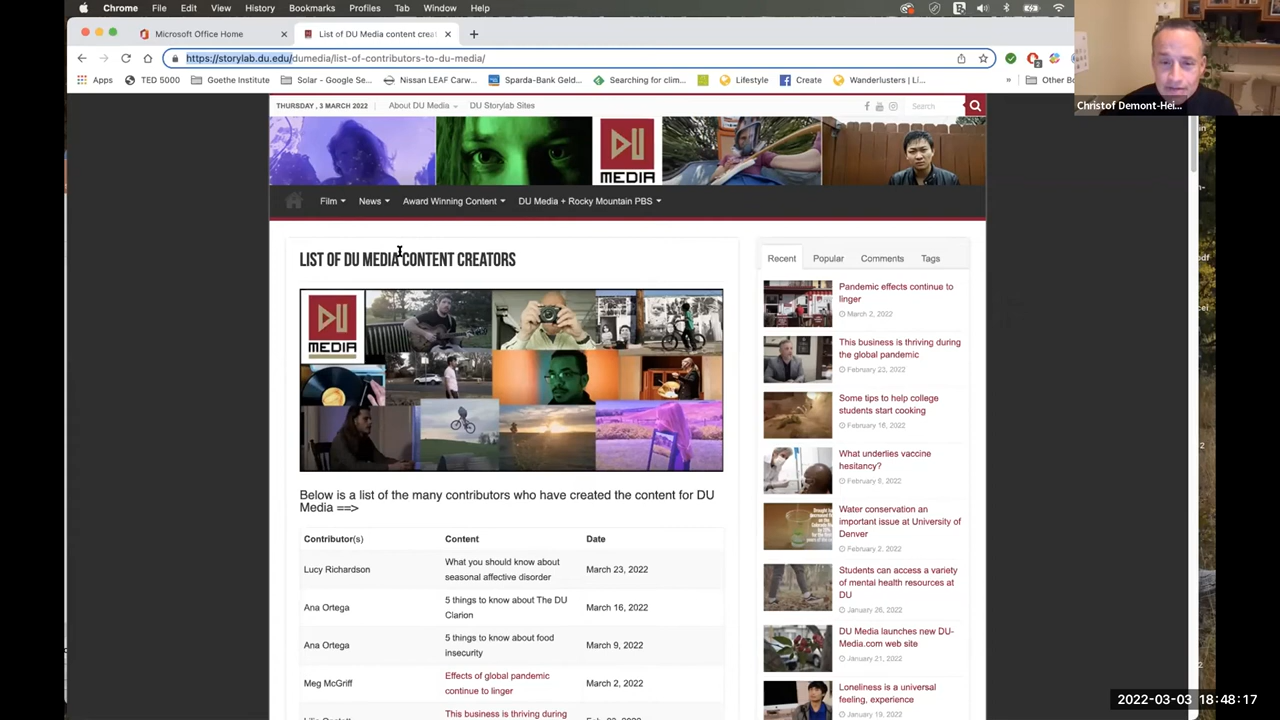 Chrome File Edit View History Bookmarks Profiles Tab Window Help
Microsoft Office Home
List of DU Media content crea
https://storylab.du.edu/dumedia/list-of-contributors-to-du-media/
Apps TED 5000 Goethe Institute Solar - Google Se... Nissan LEAF Carw... Sparda-Bank Geld... Searching for clim... Lifestyle Create Wanderlusters | Li... » Other Bo
Christof Demont-Hei...
THURSDAY , 3 MARCH 2022 About DU Media DU Storylab Sites Search
DU
MEDIA
Film News Award Winning Content DU Media + Rocky Mountain PBS
LIST OF DU MEDIA CONTENT CREATORS
DU
MEDIA
Below is a list of the many contributors who have created the content for DU
Media ==>
Contributor(s) Content Date
Lucy Richardson What you should know about
seasonal affective disorder March 23, 2022
Ana Ortega 5 things to know about The DU
Clarion March 16, 2022
Ana Ortega 5 things to know about food
insecurity March 9, 2022
Meg McGriff Effects of global pandemic
continue to linger March 2, 2022
This business is thriving during
Recent Popular Comments Tags
Pandemic effects continue to
linger
March 2, 2022
This business is thriving during
the global pandemic
February 23, 2022
Some tips to help college
students start cooking
February 16, 2022
What underlies vaccine
hesitancy?
February 8, 2022
Water conservation an
important issue at University of
Denver
February 2, 2022
Students can access a variety
of mental health resources at
DU
January 26, 2022
DU Media launches new DU-
Media.com web site
January 21, 2022
Loneliness is a universal
feeling, experience
January 19, 2022
2022-03-03 18:48:17